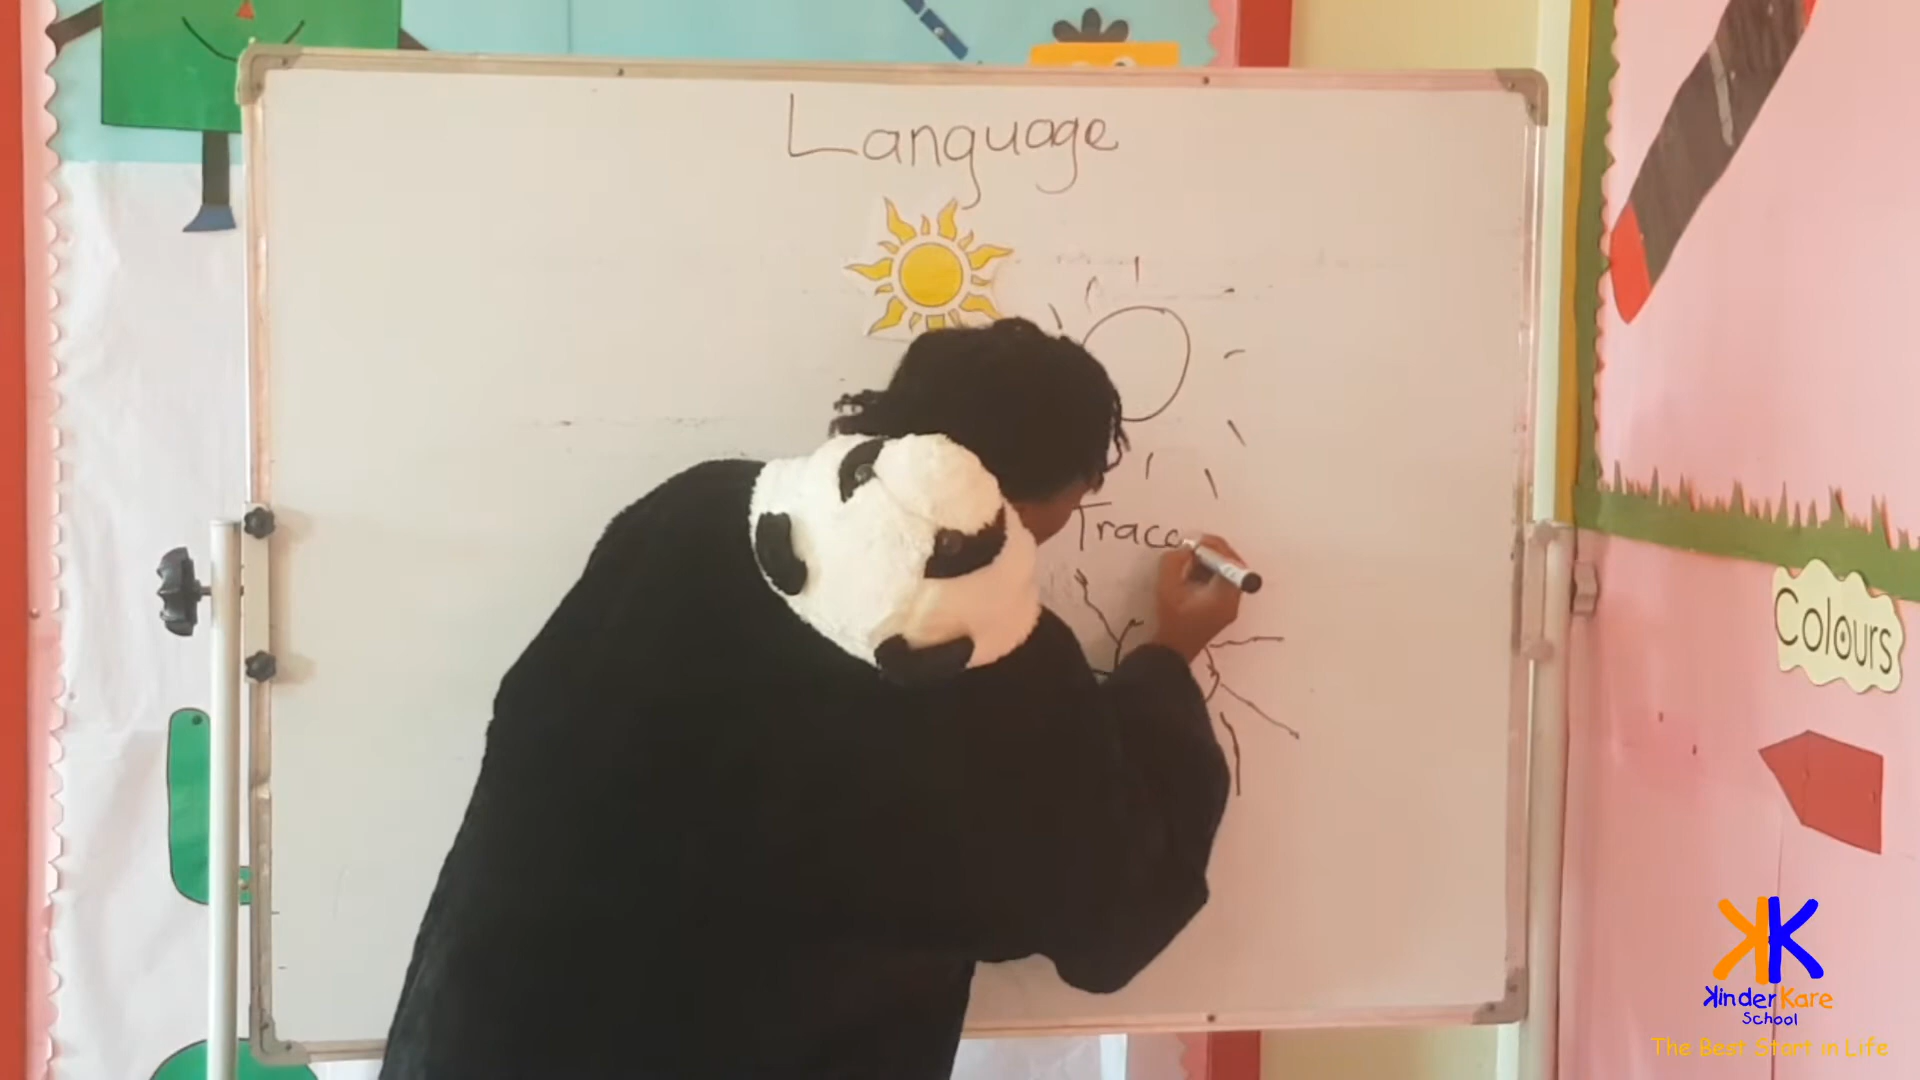 Language
Trac
Colours
KinderKare
School
The Best Start in Life